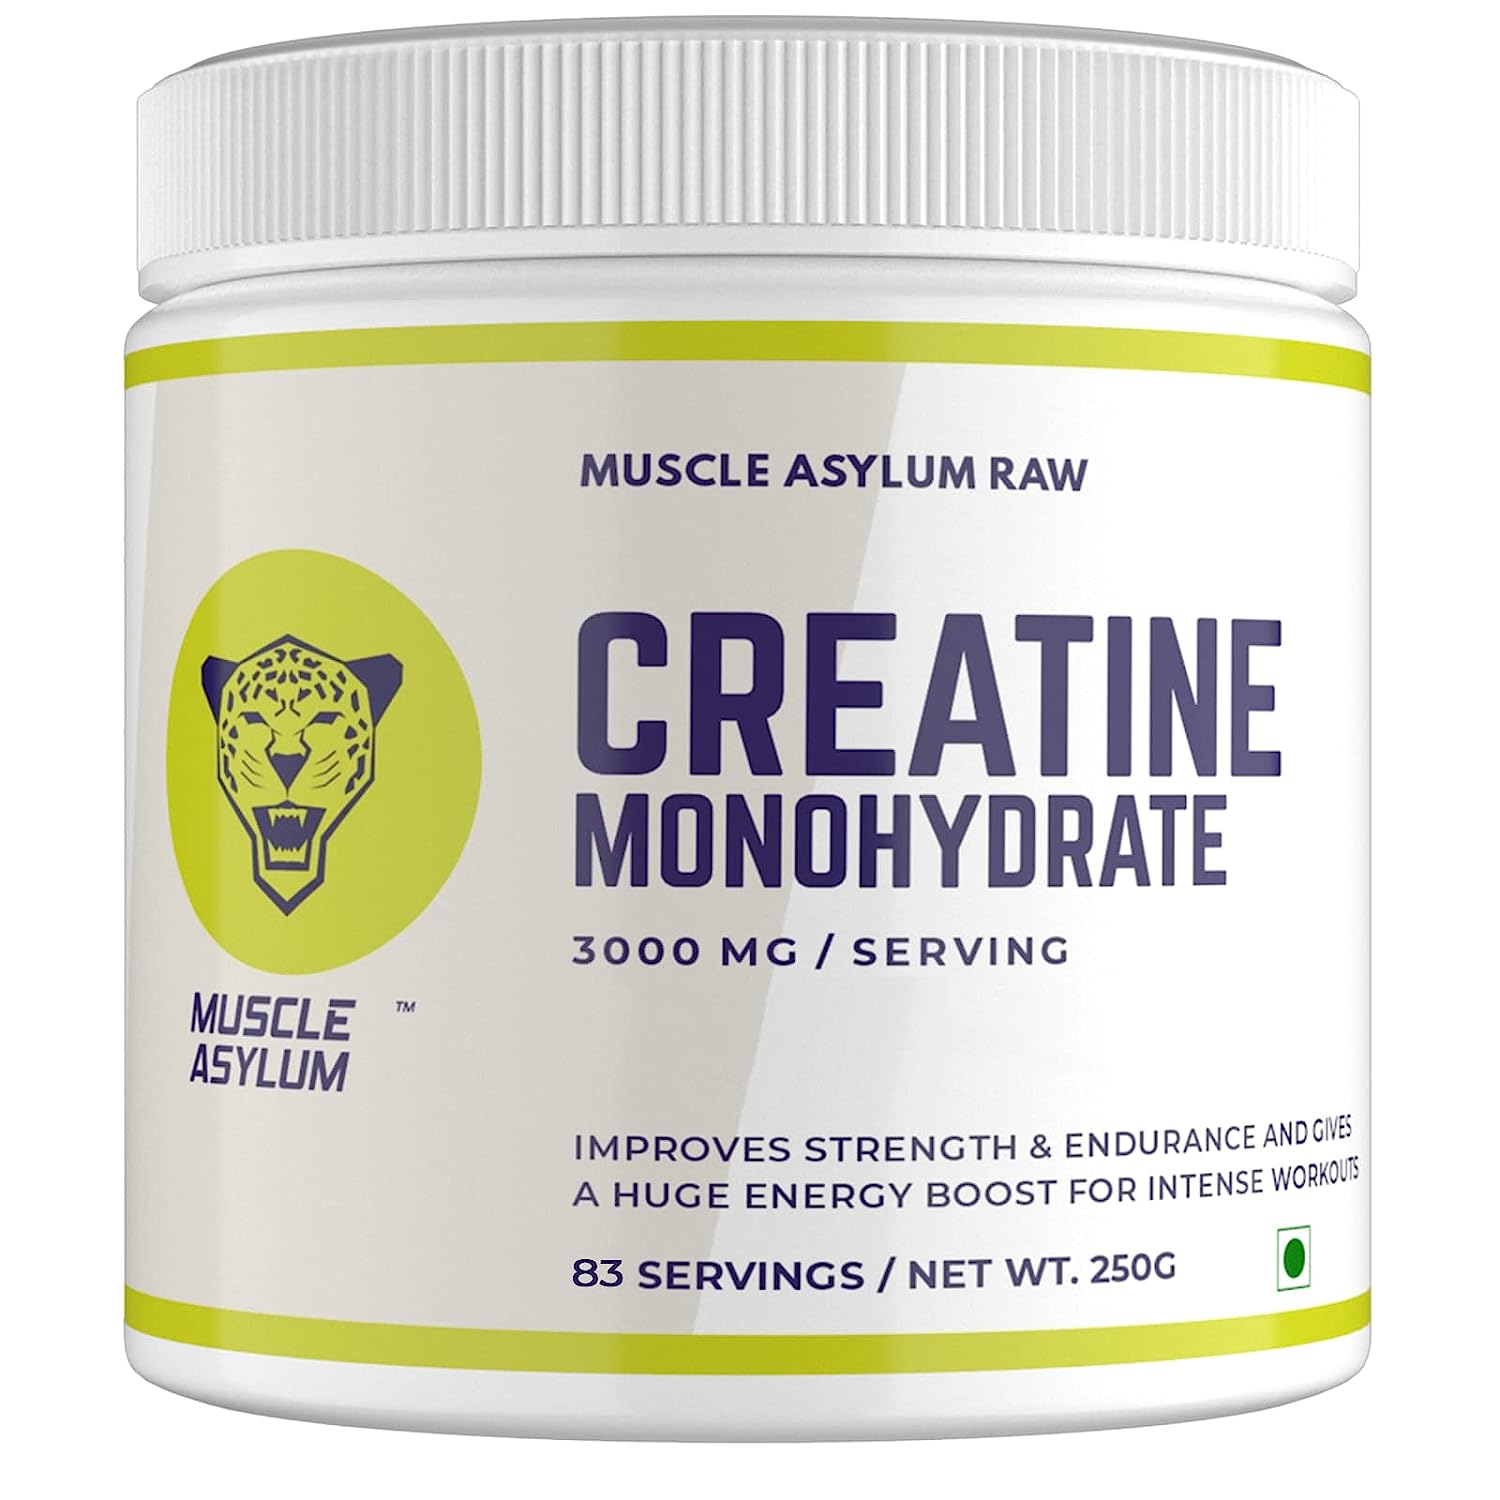 MUSCLE ASYLUM RAW
CREATINE
MONOHYDRATE
3000 MG / SERVING
MUSCLE ™
ASYLUM
IMPROVES STRENGTH & ENDURANCE AND GIVES
A HUGE ENERGY BOOST FOR INTENSE WORKOUTS
83 SERVINGS / NET WT. 250G